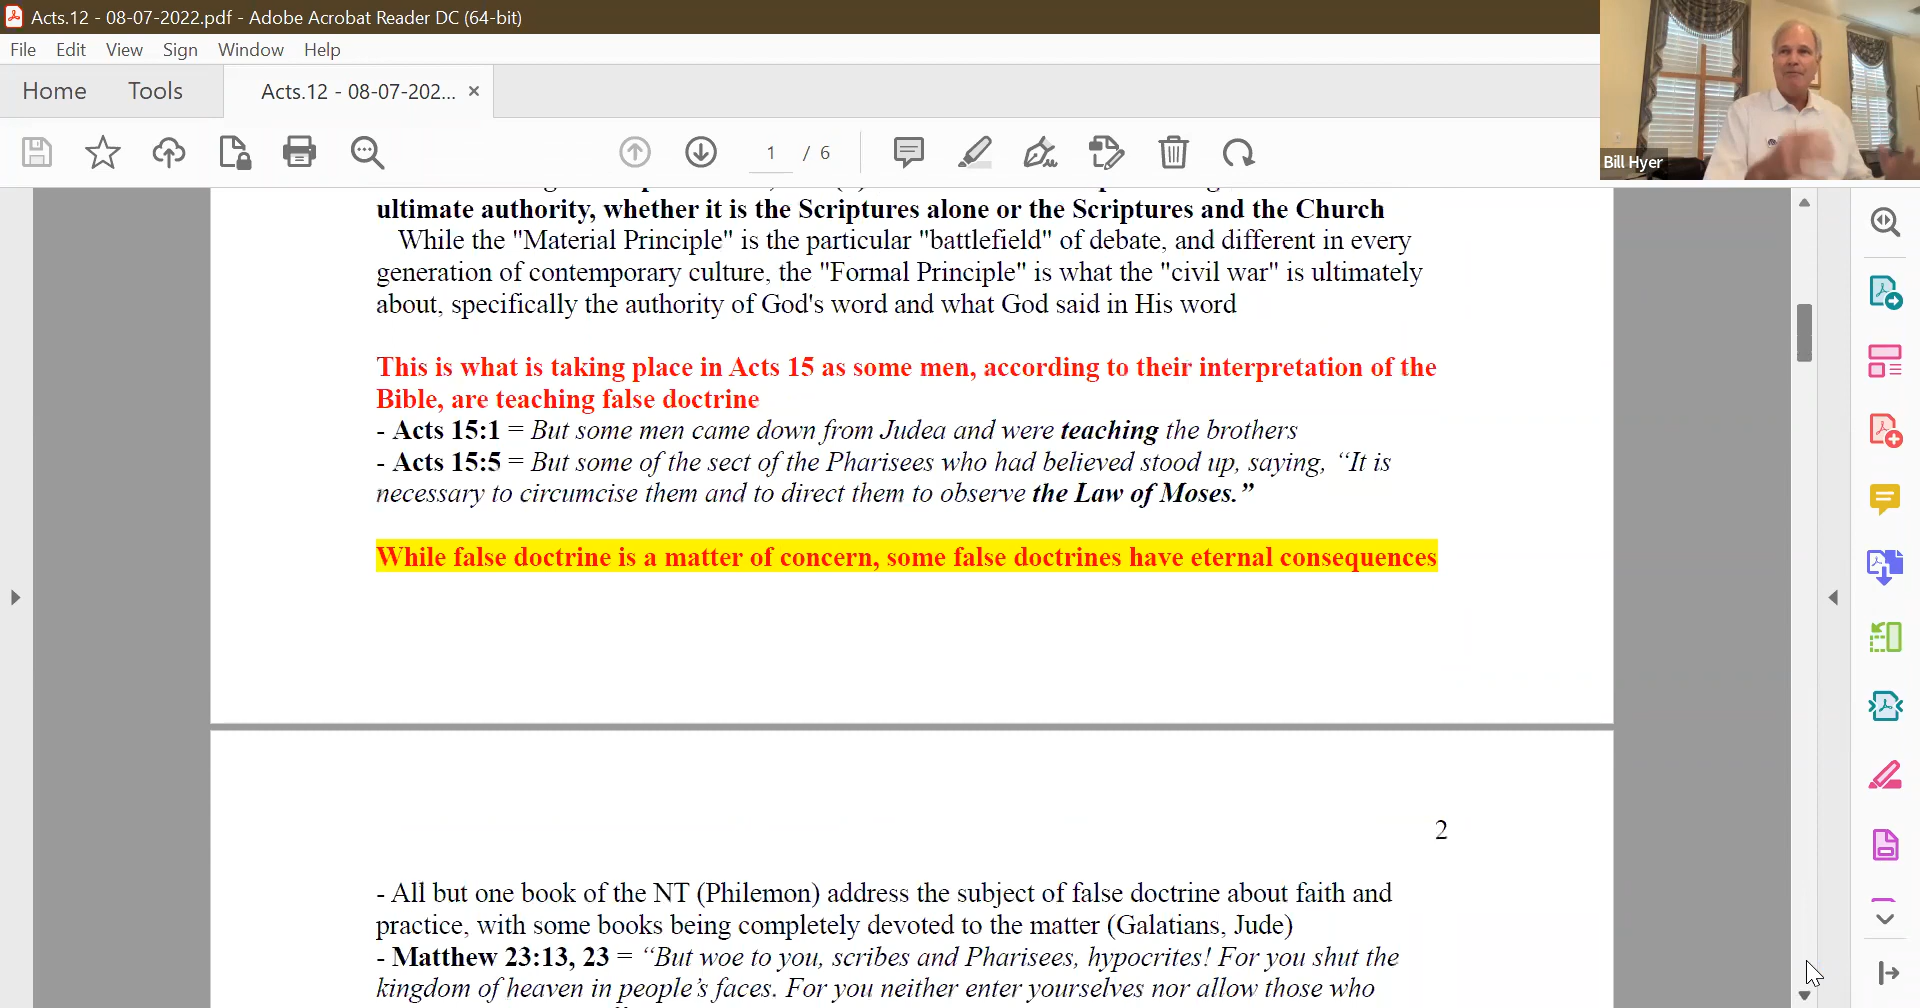 Acts.12 - 08-07-2022.pdf - Adobe Acrobat Reader DC (64-bit)
File Edit View Sign Window Help
Home Tools Acts.12 - 08-07-202... ×
1 / 6
Bill Hyer
ultimate authority, whether it is the Scriptures alone or the Scriptures and the Church
While the "Material Principle" is the particular "battlefield" of debate, and different in every
generation of contemporary culture, the "Formal Principle" is what the "civil war" is ultimately
about, specifically the authority of God's word and what God said in His word
This is what is taking place in Acts 15 as some men, according to their interpretation of the
Bible, are teaching false doctrine
- Acts 15:1 = But some men came down from Judea and were teaching the brothers
- Acts 15:5 = But some of the sect of the Pharisees who had believed stood up, saying, “It is
necessary to circumcise them and to direct them to observe the Law of Moses.”
While false doctrine is a matter of concern, some false doctrines have eternal consequences
2
- All but one book of the NT (Philemon) address the subject of false doctrine about faith and
practice, with some books being completely devoted to the matter (Galatians, Jude)
- Matthew 23:13, 23 = “But woe to you, scribes and Pharisees, hypocrites! For you shut the
kingdom of heaven in people’s faces. For you neither enter yourselves nor allow those who